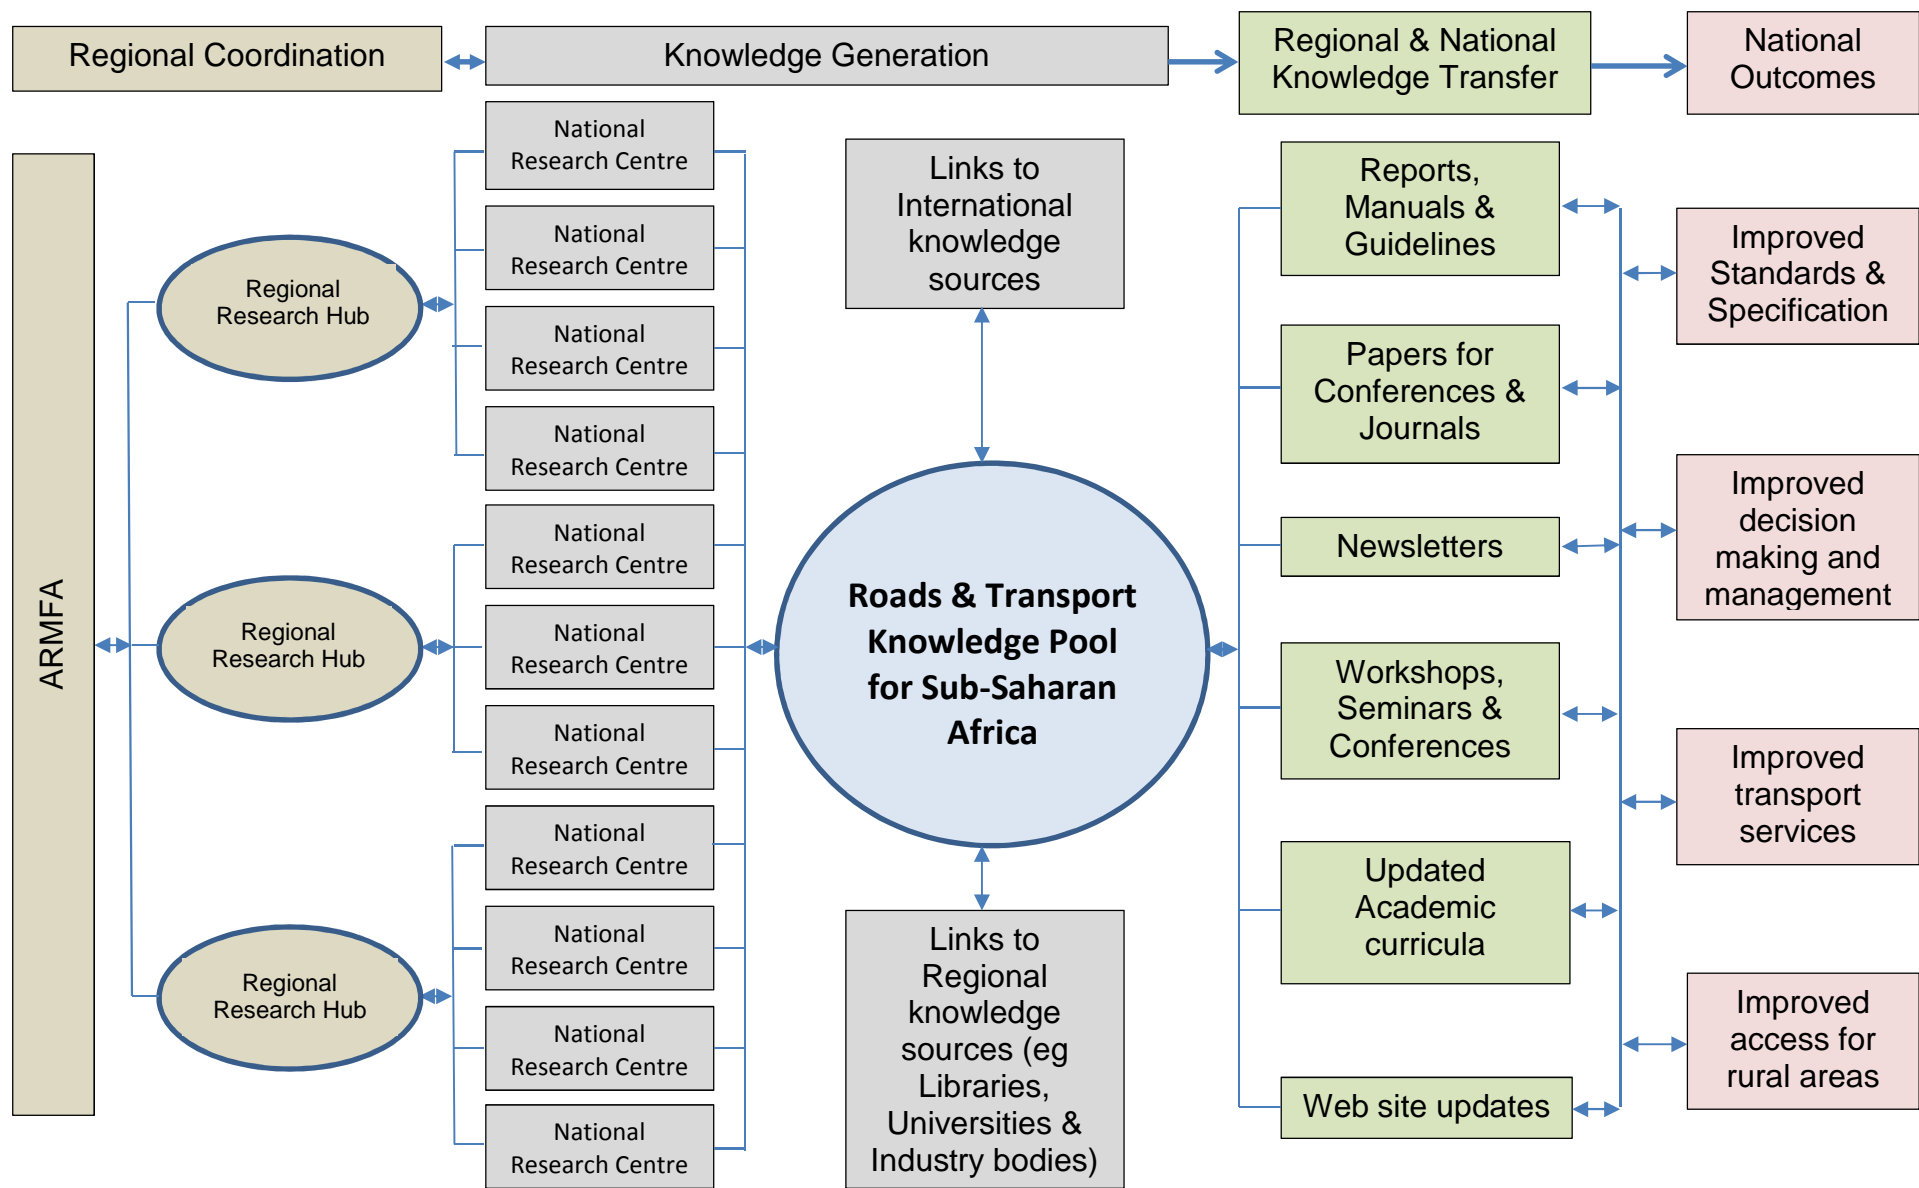 Regional Coordination
Knowledge Generation
Regional & National
Knowledge Transfer
National
Outcomes
ARMFA
Regional
Research Hub
Regional
Research Hub
Regional
Research Hub
National
Research Centre
National
Research Centre
National
Research Centre
National
Research Centre
National
Research Centre
National
Research Centre
National
Research Centre
National
Research Centre
National
Research Centre
National
Research Centre
National
Research Centre
Links to
International
knowledge
sources
Roads & Transport
Knowledge Pool
for Sub-Saharan
Africa
Links to
Regional
knowledge
sources (eg
Libraries,
Universities &
Industry bodies)
Reports,
Manuals &
Guidelines
Papers for
Conferences &
Journals
Newsletters
Workshops,
Seminars &
Conferences
Updated
Academic
curricula
Web site updates
Improved
Standards &
Specification
Improved
decision
making and
management
Improved
transport
services
Improved
access for
rural areas